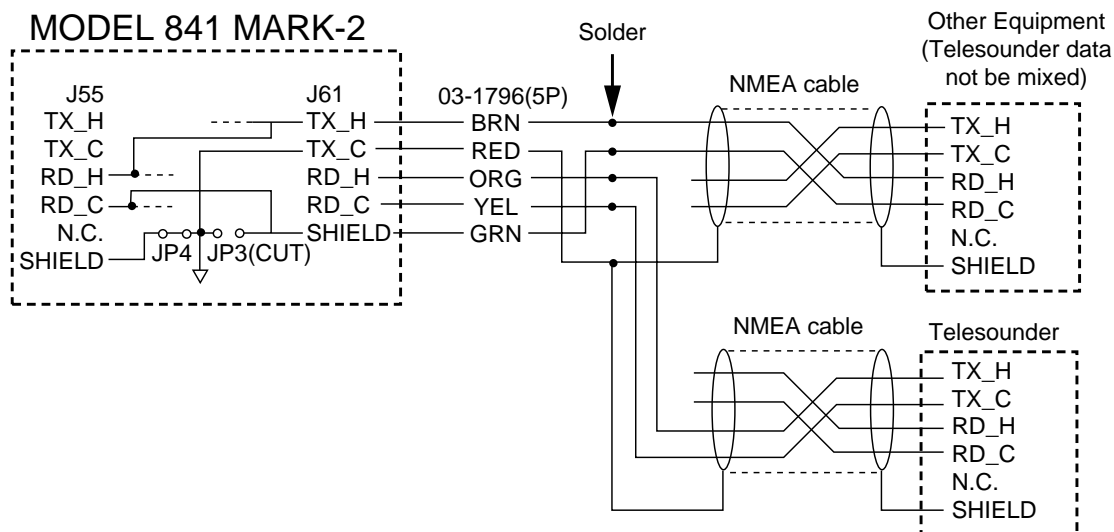 MODEL 841 MARK-2
Solder
Other Equipment
(Telesounder data
not be mixed)
NMEA cable
J55
TX_H
TX_C
RD_H
RD_C
N.C.
SHIELD
JP4
JP3(CUT)
J61
TX_H
TX_C
RD_H
RD_C
SHIELD
03-1796(5P)
BRN
RED
ORG
YEL
GRN
TX_H
TX_C
RD_H
RD_C
N.C.
SHIELD
NMEA cable
Telesounder
TX_H
TX_C
RD_H
RD_C
N.C.
SHIELD